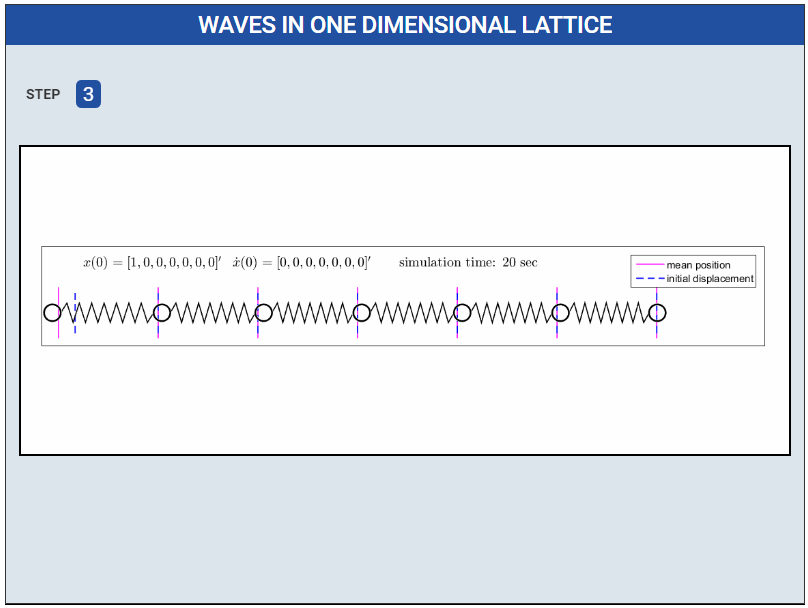 WAVES IN ONE DIMENSIONAL LATTICE
STEP 3
x(0) = [1, 0, 0, 0, 0, 0, 0]′ ẋ(0) = [0, 0, 0, 0, 0, 0, 0]′ simulation time: 20 sec
mean position
initial displacement